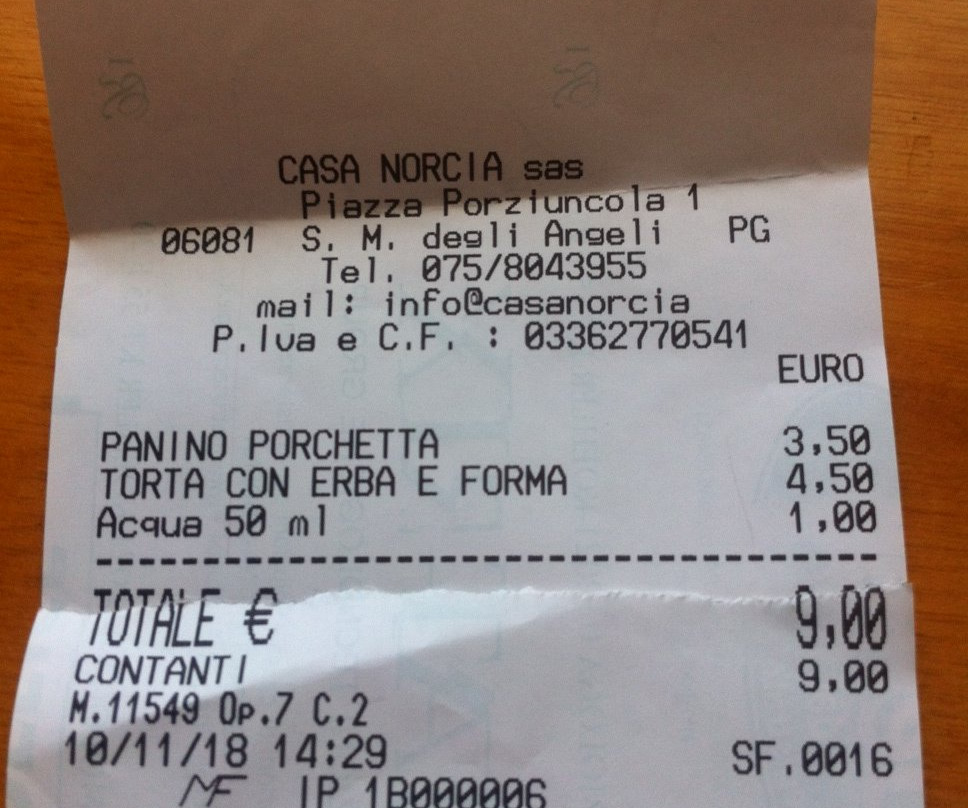 CASA NORCIA sas
Piazza Porziuncola 1
06081 S. M. degli Angeli PG
Tel. 075/8043955
mail: info@casanorcia
P.Iva e C.F. : 03362770541
EURO
PANINO PORCHETTA 3,50
TORTA CON ERBA E FORMA 4,50
Acqua 50 ml 1,00
TOTALE € 9,00
CONTANTI 9,00
M.11549 Op.7 C.2
10/11/18 14:29 SF.0016
MF IP 1B000006